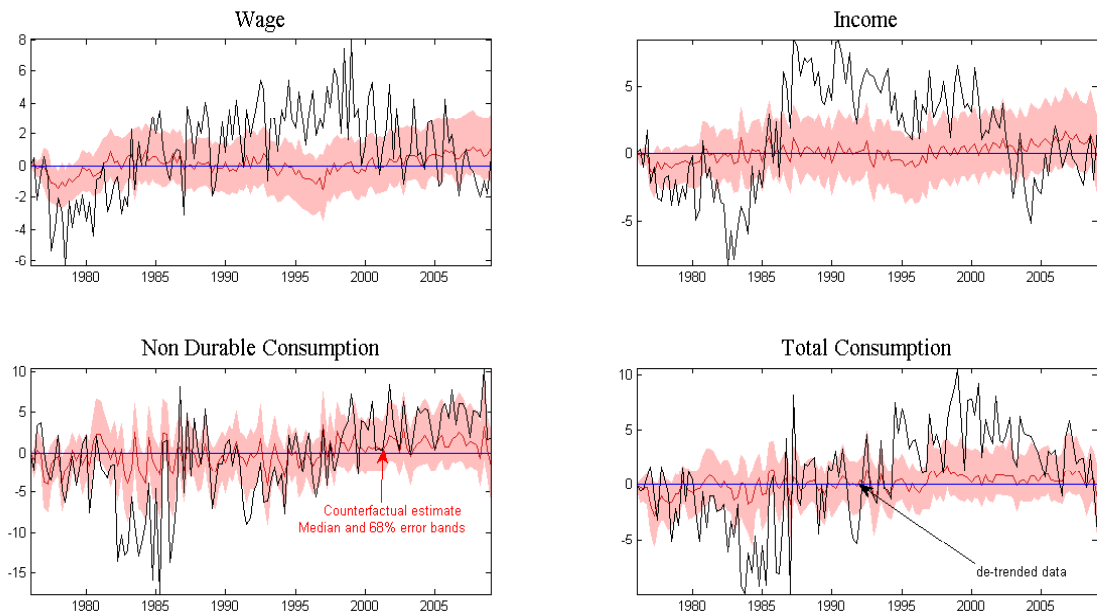 Wage
8
6
4
2
0
-2
-4
-6
1980 1985 1990 1995 2000 2005
Income
5
0
-5
1980 1985 1990 1995 2000 2005
Non Durable Consumption
10
5
0
-5
-10
-15
Counterfactual estimate
Median and 68% error bands
1980 1985 1990 1995 2000 2005
Total Consumption
10
5
0
-5
de-trended data
1980 1985 1990 1995 2000 2005